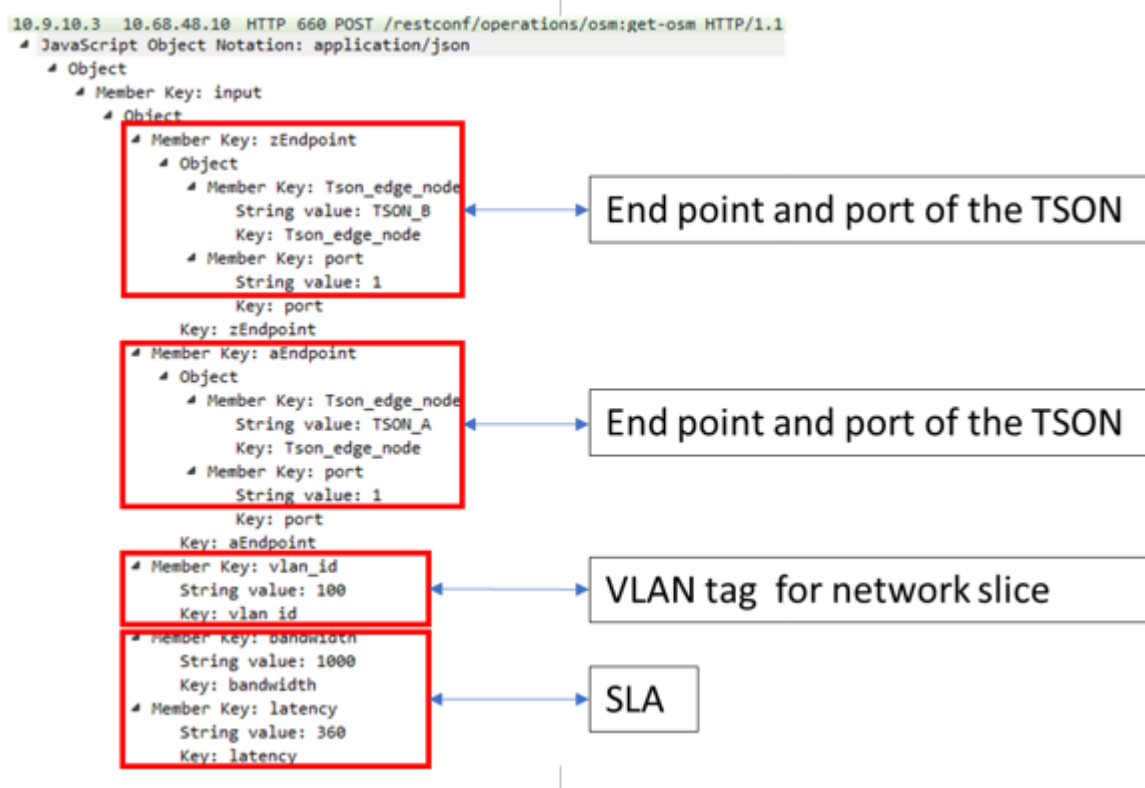 10.9.10.3 10.68.48.10 HTTP 660 POST /restconf/operations/osm:get-osm HTTP/1.1
JavaScript Object Notation: application/json
Object
Member Key: input
Object
Member Key: zEndpoint
Object
Member Key: Tson_edge_node
String value: TSON_B
Key: Tson_edge_node
Member Key: port
String value: 1
Key: port
Key: zEndpoint
End point and port of the TSON
Member Key: aEndpoint
Object
Member Key: Tson_edge_node
String value: TSON_A
Key: Tson_edge_node
Member Key: port
String value: 1
Key: port
Key: aEndpoint
End point and port of the TSON
Member Key: vlan_id
String value: 100
Key: vlan_id
VLAN tag for network slice
Member Key: bandwidth
String value: 1000
Key: bandwidth
Member Key: latency
String value: 360
Key: latency
SLA